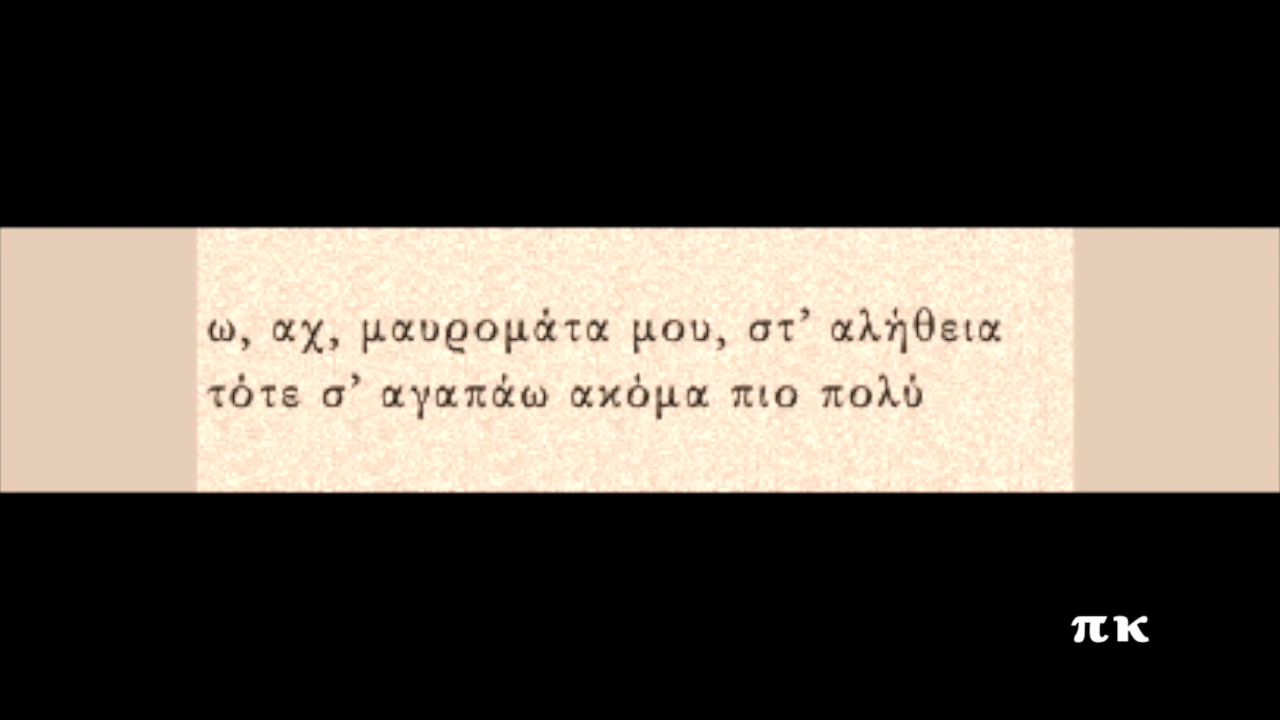 ω, αχ, μαυρομάτα μου, στ’ αλήθεια
τότε σ’ αγαπάω ακόμα πιο πολύ
πκ